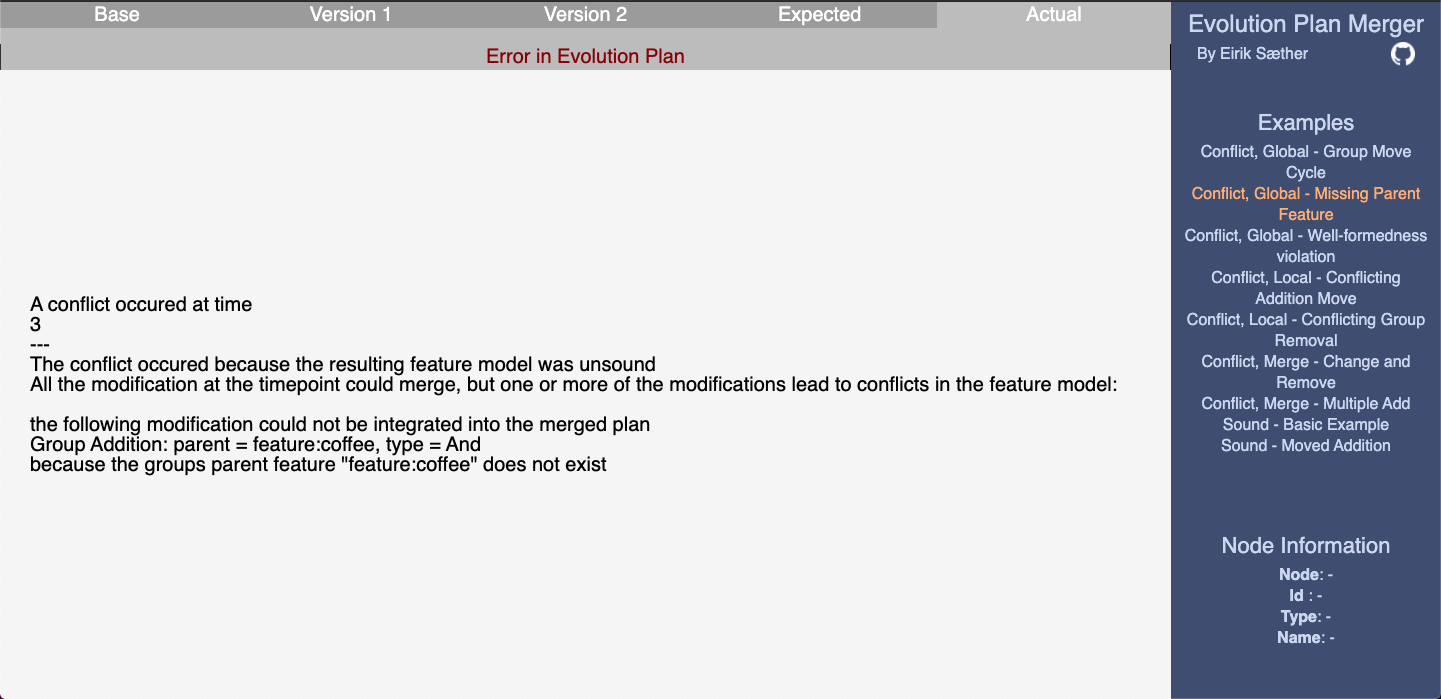 Base
Version 1
Version 2
Expected
Actual
Error in Evolution Plan
A conflict occured at time
3
---
The conflict occured because the resulting feature model was unsound
All the modification at the timepoint could merge, but one or more of the modifications lead to conflicts in the feature model:
the following modification could not be integrated into the merged plan
Group Addition: parent = feature:coffee, type = And
because the groups parent feature "feature:coffee" does not exist
Evolution Plan Merger
By Eirik Sæther
Examples
Conflict, Global - Group Move
Cycle
Conflict, Global - Missing Parent
Feature
Conflict, Global - Well-formedness
violation
Conflict, Local - Conflicting
Addition Move
Conflict, Local - Conflicting Group
Removal
Conflict, Merge - Change and
Remove
Conflict, Merge - Multiple Add
Sound - Basic Example
Sound - Moved Addition
Node Information
Node: -
Id : -
Type: -
Name: -